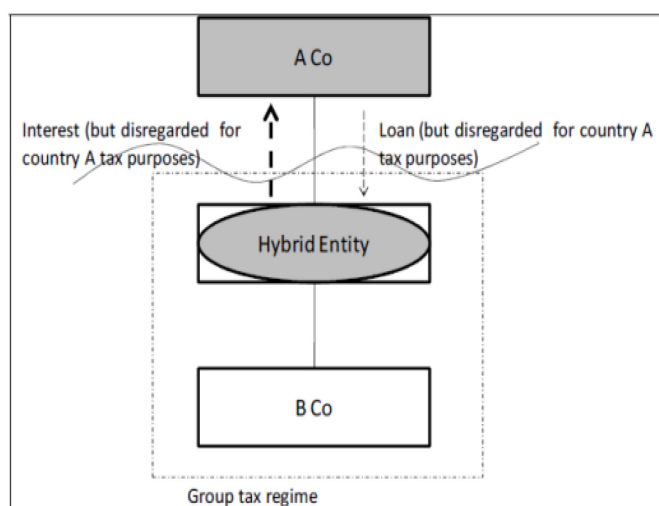 A Co
Interest (but disregarded for
country A tax purposes)
Loan (but disregarded for country A
tax purposes)
Hybrid Entity
B Co
Group tax regime